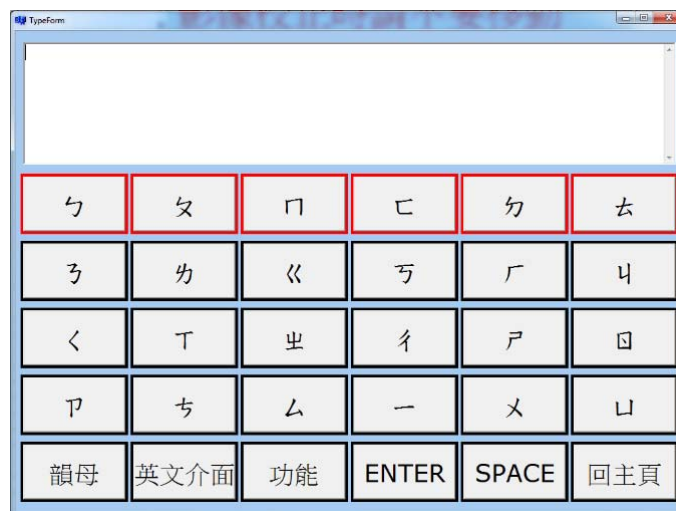 TypeForm
ㄅ ㄆ ㄇ ㄈ ㄉ ㄊ
ㄋ ㄌ ㄍ ㄎ ㄏ ㄐ
ㄑ ㄒ ㄓ ㄔ ㄕ ㄖ
ㄗ ㄘ ㄙ ㄧ ㄨ ㄩ
韻母 英文介面 功能 ENTER SPACE 回主頁